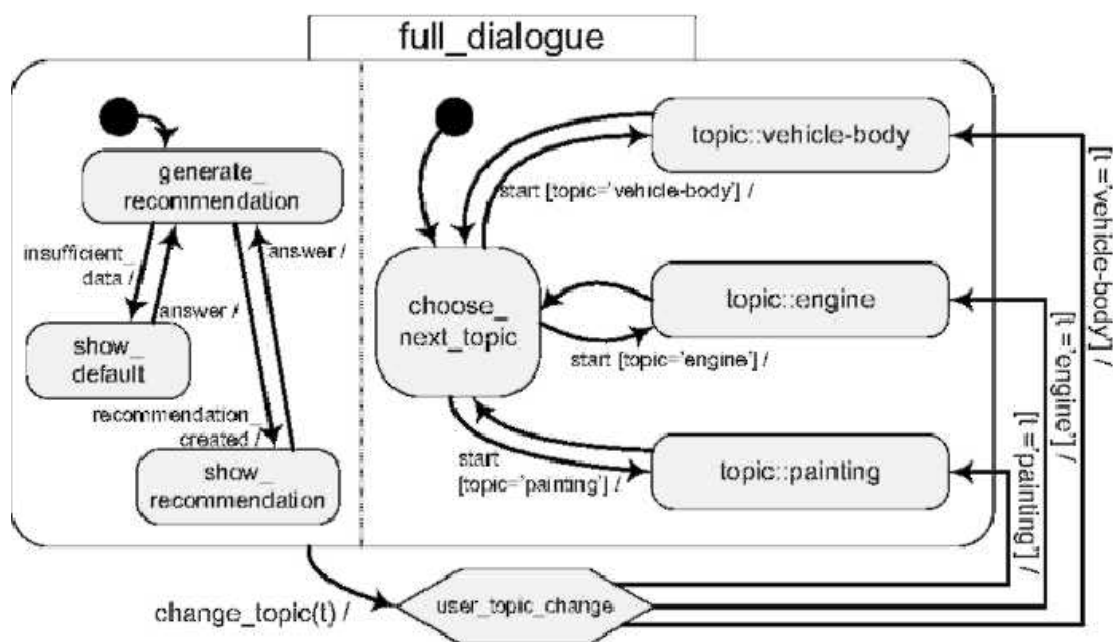 full_dialogue
generate_
recommendation
insufficient_
data /
answer /
answer /
show_
default
recommendation_
created /
show_
recommendation
topic::vehicle-body
start [topic='vehicle-body'] /
choose_
next_topic
topic::engine
start [topic='engine'] /
start
[topic='painting'] /
topic::painting
[t ='vehicle-body'] /
[t ='engine'] /
[t ='painting'] /
change_topic(t) /
user_topic_change